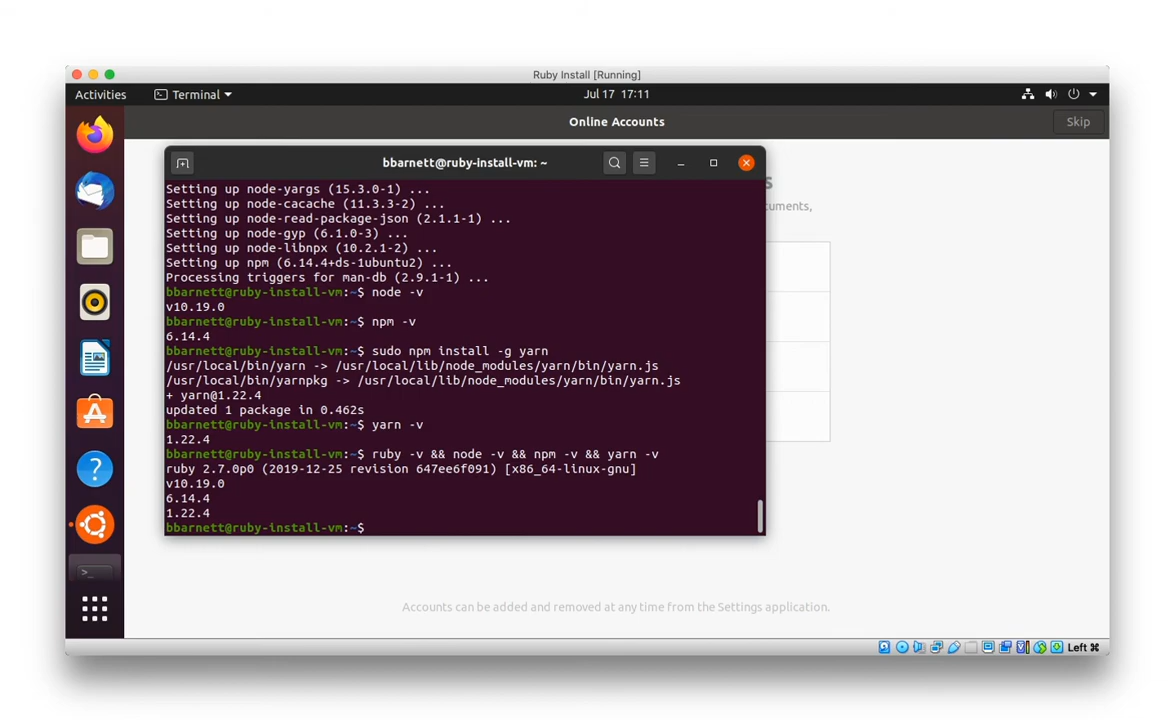 Ruby Install [Running]
Activities
Terminal
Jul 17 17:11
Online Accounts
Skip
bbarnett@ruby-install-vm: ~
s
cuments,
Setting up node-yargs (15.3.0-1) ...
Setting up node-cacache (11.3.3-2) ...
Setting up node-read-package-json (2.1.1-1) ...
Setting up node-gyp (6.1.0-3) ...
Setting up node-libnpx (10.2.1-2) ...
Setting up npm (6.14.4+ds-1ubuntu2) ...
Processing triggers for man-db (2.9.1-1) ...
bbarnett@ruby-install-vm:~$ node -v
v10.19.0
bbarnett@ruby-install-vm:~$ npm -v
6.14.4
bbarnett@ruby-install-vm:~$ sudo npm install -g yarn
/usr/local/bin/yarn -> /usr/local/lib/node_modules/yarn/bin/yarn.js
/usr/local/bin/yarnpkg -> /usr/local/lib/node_modules/yarn/bin/yarn.js
+ yarn@1.22.4
updated 1 package in 0.462s
bbarnett@ruby-install-vm:~$ yarn -v
1.22.4
bbarnett@ruby-install-vm:~$ ruby -v && node -v && npm -v && yarn -v
ruby 2.7.0p0 (2019-12-25 revision 647ee6f091) [x86_64-linux-gnu]
v10.19.0
6.14.4
1.22.4
bbarnett@ruby-install-vm:~$
Accounts can be added and removed at any time from the Settings application.
Left ⌘